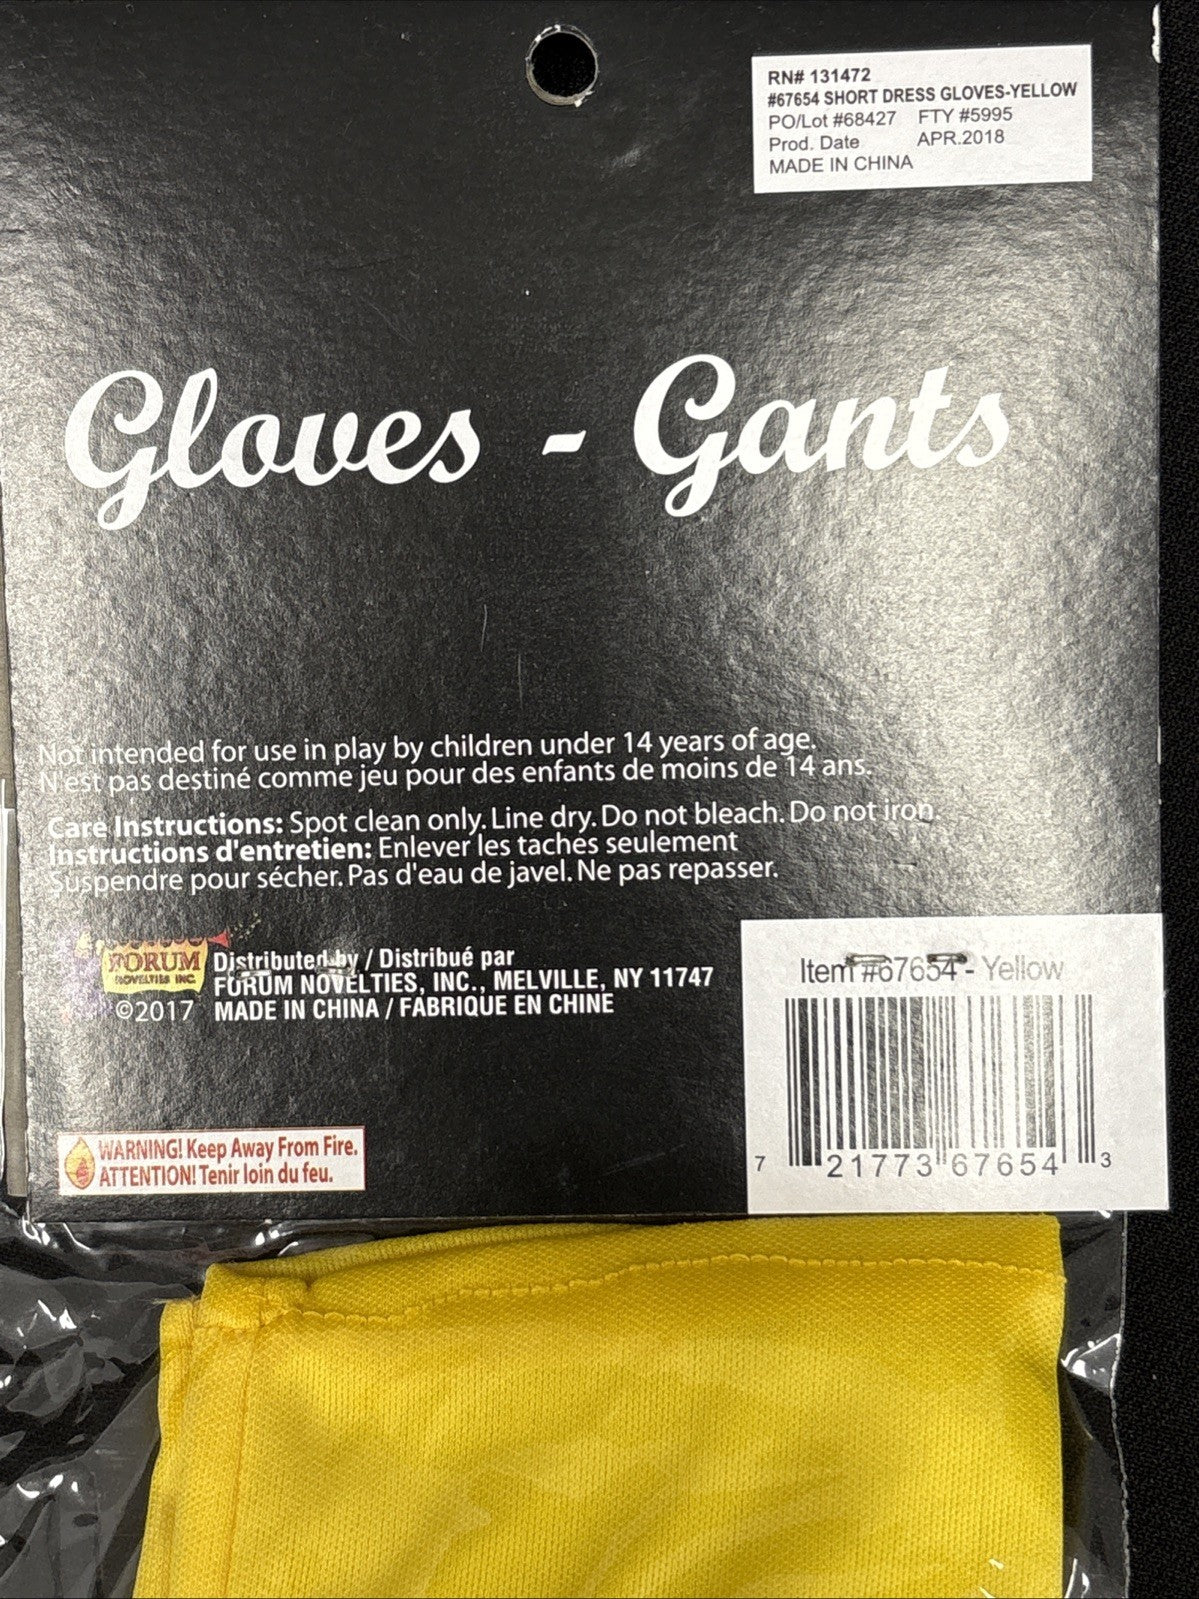 RN# 131472
#67654 SHORT DRESS GLOVES-YELLOW
PO/Lot #68427 FTY #5995
Prod. Date APR.2018
MADE IN CHINA
Gloves - Gants
Not intended for use in play by children under 14 years of age.
N'est pas destiné comme jeu pour des enfants de moins de 14 ans.
Care Instructions: Spot clean only. Line dry. Do not bleach. Do not iron.
Instructions d'entretien: Enlever les taches seulement
Suspendre pour sécher. Pas d'eau de javel. Ne pas repasser.
FORUM
NOVELTIES INC.
©2017
Distributed by / Distribué par
FORUM NOVELTIES, INC., MELVILLE, NY 11747
MADE IN CHINA / FABRIQUE EN CHINE
Item #67654 - Yellow
7 21773 67654 3
WARNING! Keep Away From Fire.
ATTENTION! Tenir loin du feu.